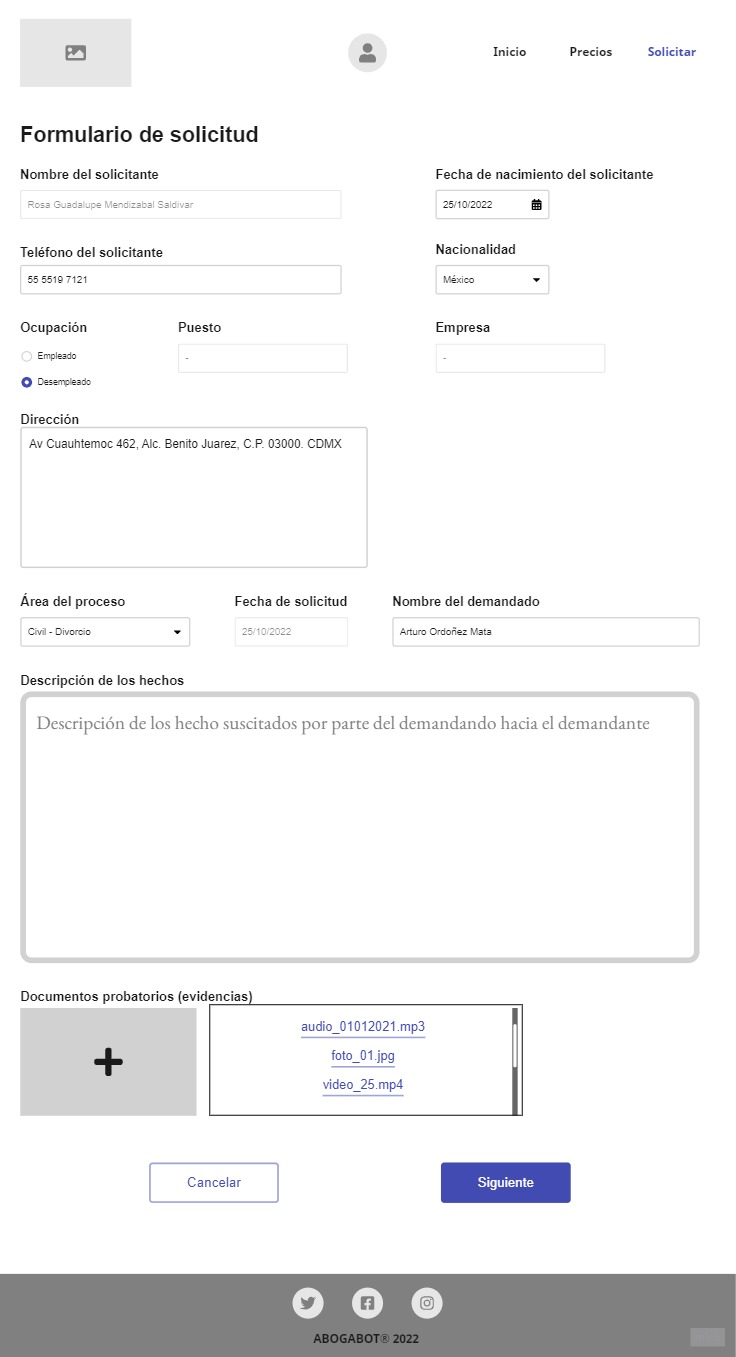 Inicio Precios Solicitar
Formulario de solicitud
Nombre del solicitante Fecha de nacimiento del solicitante
Rosa Guadalupe Mendizabal Saldivar 25/10/2022
Teléfono del solicitante Nacionalidad
55 5519 7121 México
Ocupación Puesto Empresa
Empleado - -
Desempleado
Dirección
Av Cuauhtemoc 462, Alc. Benito Juarez, C.P. 03000. CDMX
Área del proceso Fecha de solicitud Nombre del demandado
Civil - Divorcio 25/10/2022 Arturo Ordoñez Mata
Descripción de los hechos
Descripción de los hecho suscitados por parte del demandando hacia el demandante
Documentos probatorios (evidencias)
audio_01012021.mp3
foto_01.jpg
video_25.mp4
Cancelar Siguiente
ABOGABOT® 2022